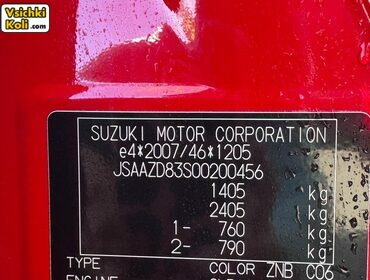 Vsichki
Koli.com
SUZUKI MOTOR CORPORATION
e4*2007/46*1205
JSAAZD83S00200456
1405 kg
2405 kg
1- 760 kg
2- 790 kg
TYPE COLOR ZNB C06